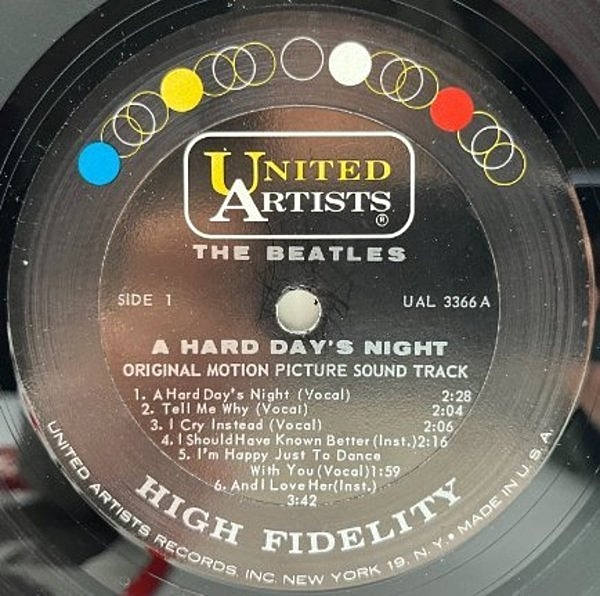 UNITED
ARTISTS®
THE BEATLES
SIDE 1
UAL 3366A
A HARD DAY'S NIGHT
ORIGINAL MOTION PICTURE SOUND TRACK
1. A Hard Day's Night (Vocal) 2:28
2. Tell Me Why (Vocal) 2:04
3. I Cry Instead (Vocal) 2:06
4. I Should Have Known Better (Inst.) 2:16
5. I'm Happy Just To Dance
With You (Vocal) 1:59
6. And I Love Her (Inst.)
3:42
HIGH FIDELITY
UNITED ARTISTS RECORDS, INC. NEW YORK 19, N.Y. • MADE IN U.S.A.